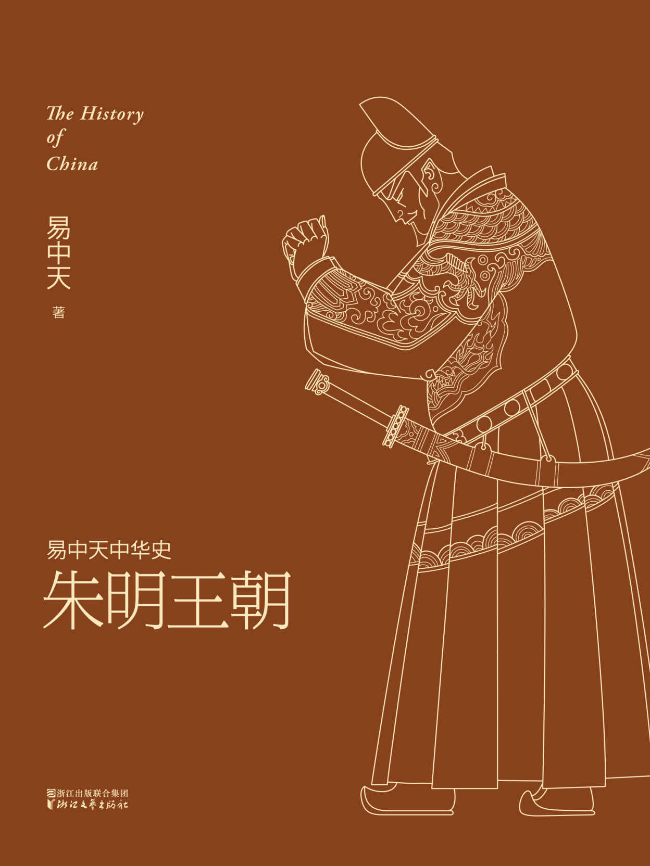 The History
of
China
易中天
著
易中天中华史
朱明王朝
浙江出版联合集团
浙江文艺出版社